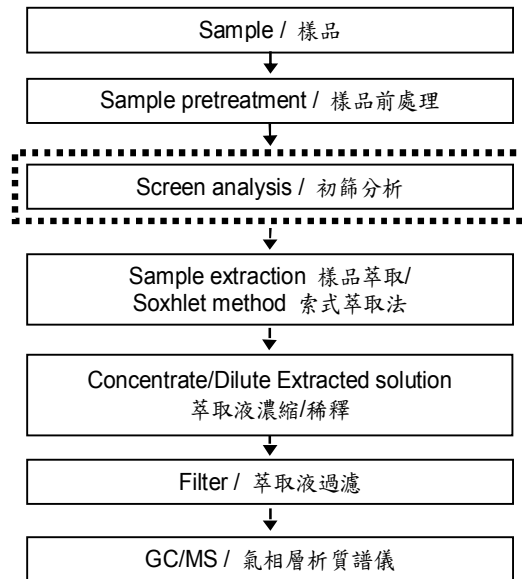 Sample / 樣品
Sample pretreatment / 樣品前處理
Screen analysis / 初篩分析
Sample extraction 樣品萃取/
Soxhlet method 索式萃取法
Concentrate/Dilute Extracted solution
萃取液濃縮/稀釋
Filter / 萃取液過濾
GC/MS / 氣相層析質譜儀